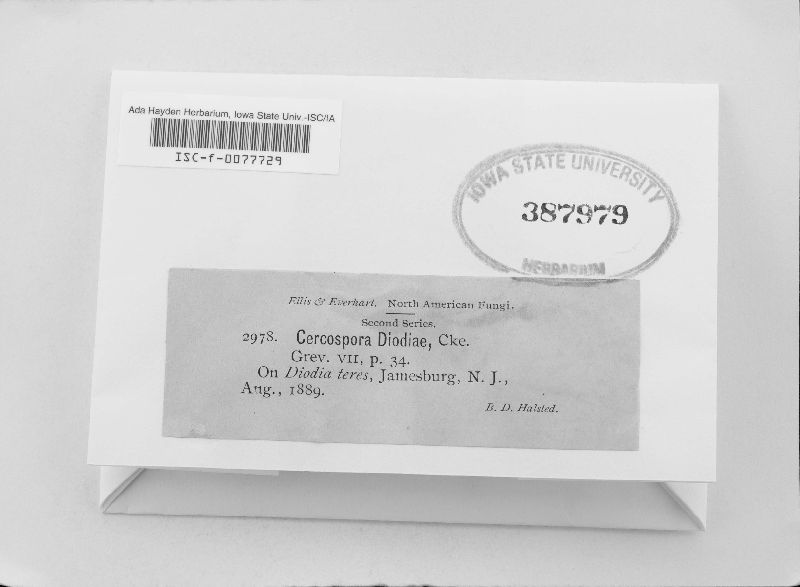 Ada Hayden Herbarium, Iowa State Univ.-ISC/IA
ISC-f-0077729
IOWA STATE UNIVERSITY
387979
HERBARIUM
Ellis & Everhart. North American Fungi.
Second Series.
2978. Cercospora Diodiae, Cke.
Grev. VII, p. 34.
On Diodia teres, Jamesburg, N. J.,
Aug., 1889.
B. D. Halsted.